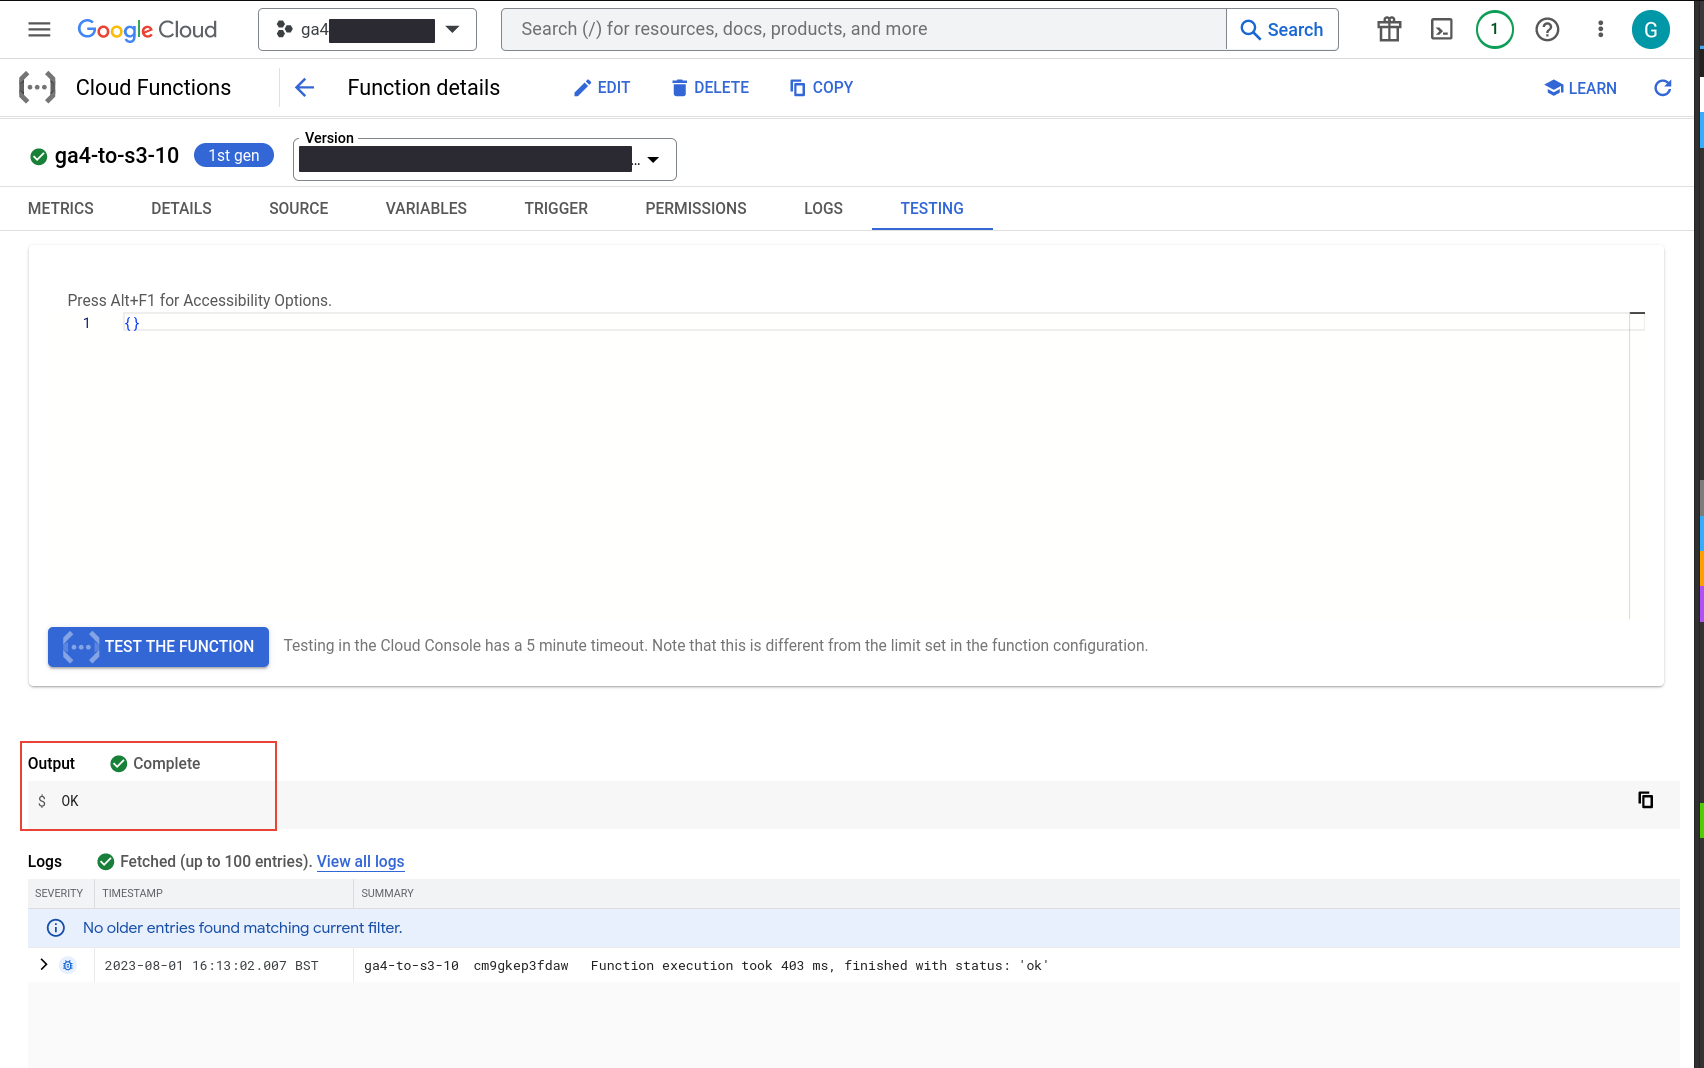 Google Cloud
ga4
Search (/) for resources, docs, products, and more
Search
1
G
Cloud Functions
Function details
EDIT
DELETE
COPY
LEARN
ga4-to-s3-10
1st gen
Version
...
METRICS
DETAILS
SOURCE
VARIABLES
TRIGGER
PERMISSIONS
LOGS
TESTING
Press Alt+F1 for Accessibility Options.
1 {}
TEST THE FUNCTION
Testing in the Cloud Console has a 5 minute timeout. Note that this is different from the limit set in the function configuration.
Output
Complete
$ OK
Logs
Fetched (up to 100 entries). View all logs
SEVERITY
TIMESTAMP
SUMMARY
No older entries found matching current filter.
2023-08-01 16:13:02.007 BST
ga4-to-s3-10 cm9gkep3fdaw Function execution took 403 ms, finished with status: 'ok'